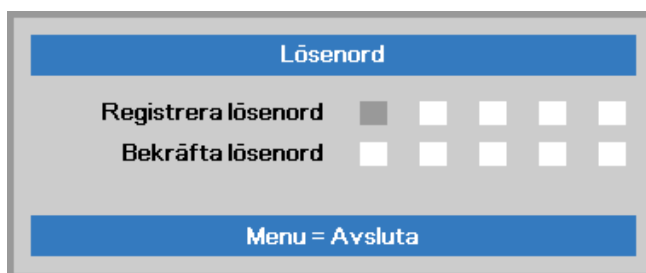 Lösenord
Registrera lösenord
Bekräfta lösenord
Menu = Avsluta